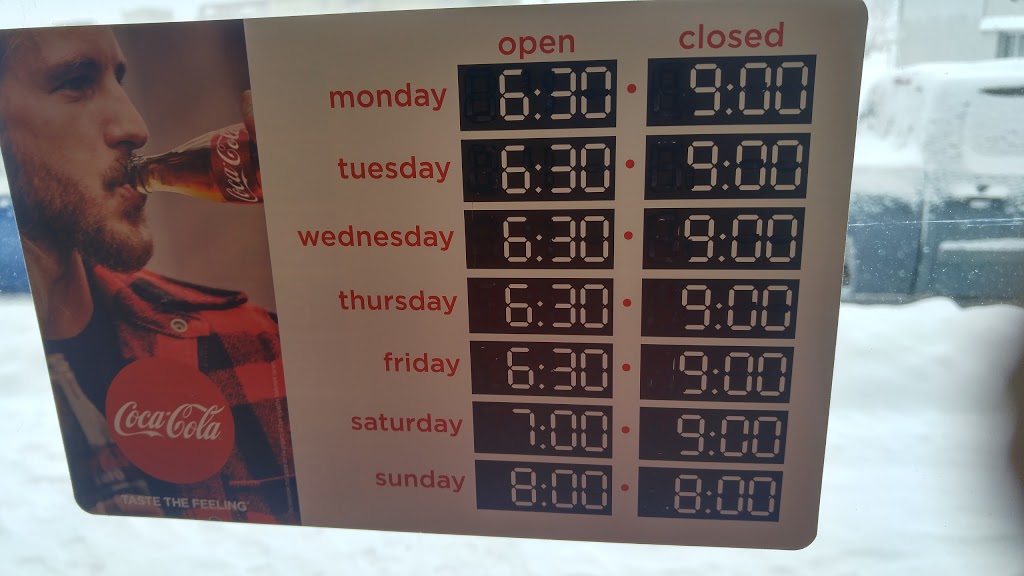 open closed
monday 6:30 • 9:00
tuesday 6:30 • 9:00
wednesday 6:30 • 9:00
thursday 6:30 • 9:00
friday 6:30 • 9:00
saturday 7:00 • 9:00
sunday 8:00 • 8:00
Coca-Cola
Coca-Cola
TASTE THE FEELING